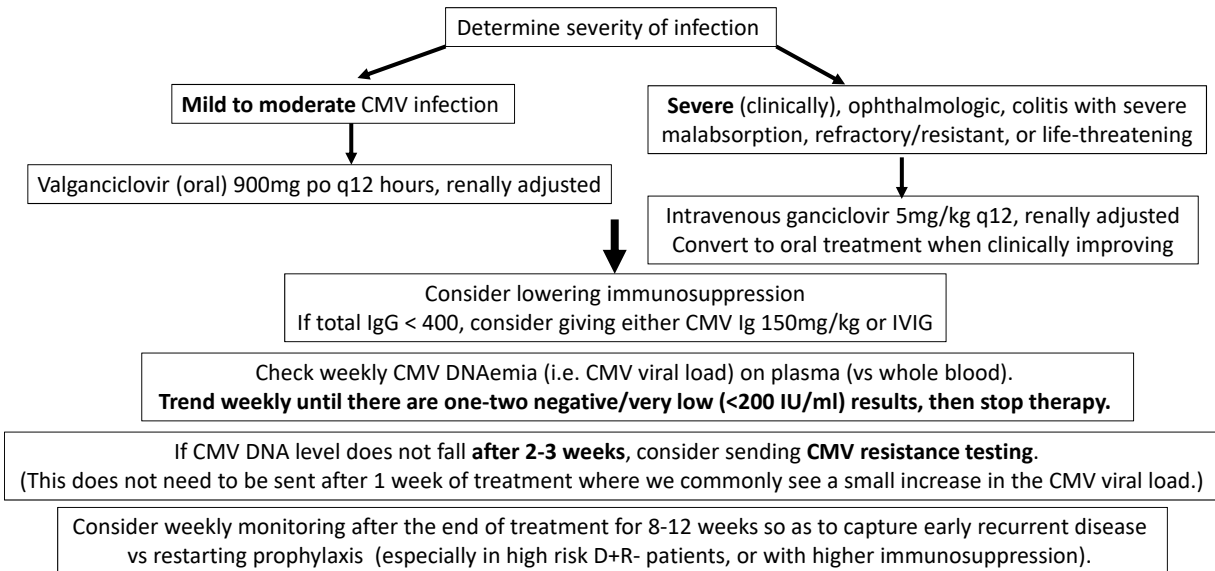 Determine severity of infection
Mild to moderate CMV infection
Severe (clinically), ophthalmologic, colitis with severe
malabsorption, refractory/resistant, or life-threatening
Valganciclovir (oral) 900mg po q12 hours, renally adjusted
Intravenous ganciclovir 5mg/kg q12, renally adjusted
Convert to oral treatment when clinically improving
Consider lowering immunosuppression
If total IgG < 400, consider giving either CMV Ig 150mg/kg or IVIG
Check weekly CMV DNAemia (i.e. CMV viral load) on plasma (vs whole blood).
Trend weekly until there are one-two negative/very low (<200 IU/ml) results, then stop therapy.
If CMV DNA level does not fall after 2-3 weeks, consider sending CMV resistance testing.
(This does not need to be sent after 1 week of treatment where we commonly see a small increase in the CMV viral load.)
Consider weekly monitoring after the end of treatment for 8-12 weeks so as to capture early recurrent disease
vs restarting prophylaxis (especially in high risk D+R- patients, or with higher immunosuppression).